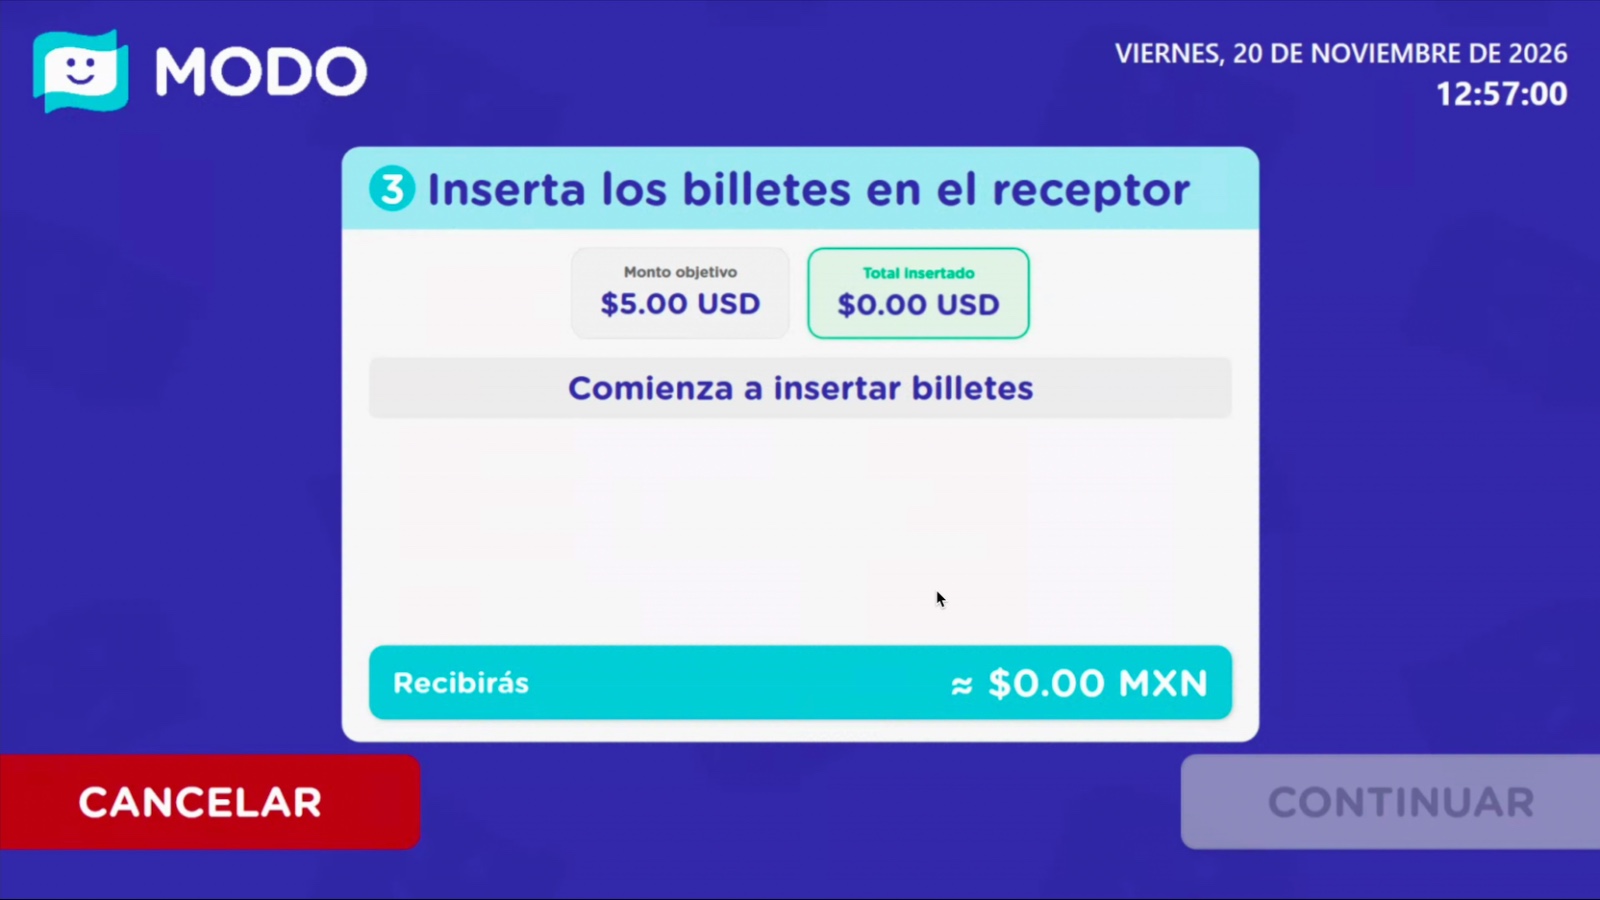 MODO
VIERNES, 20 DE NOVIEMBRE DE 2026
12:57:00
3 Inserta los billetes en el receptor
Monto objetivo
$5.00 USD
Total insertado
$0.00 USD
Comienza a insertar billetes
Recibirás
≈ $0.00 MXN
CANCELAR
CONTINUAR